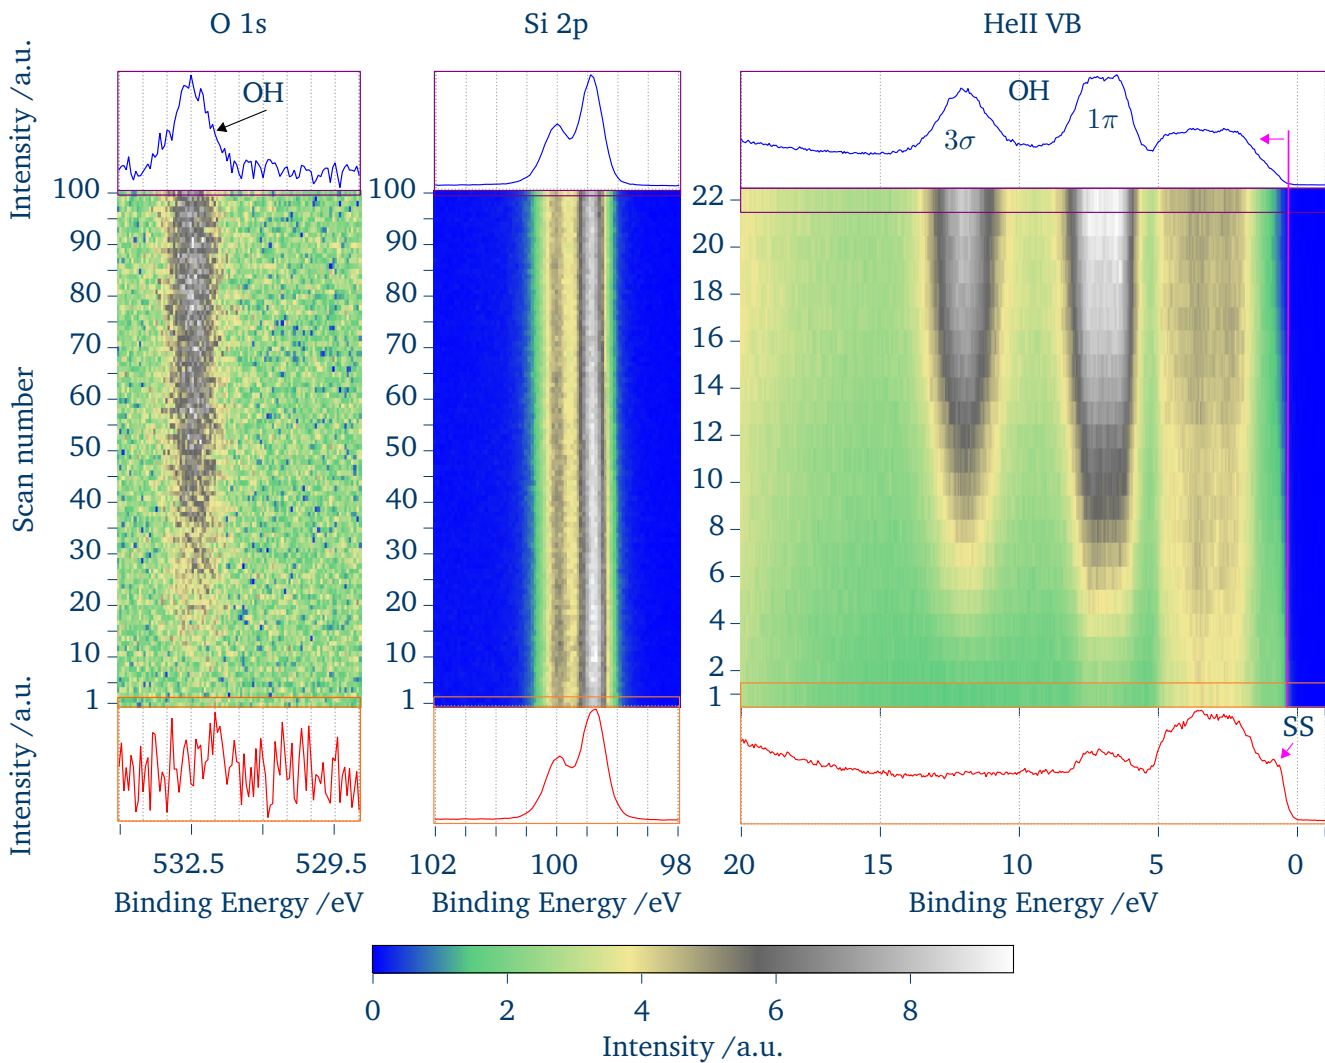 O 1s
Si 2p
HeII VB
Intensity /a.u.
OH
OH
3σ
1π
100
90
80
70
60
50
40
30
20
10
1
100
90
80
70
60
50
40
30
20
10
1
22
20
18
16
14
12
10
8
6
4
2
1
Scan number
Intensity /a.u.
SS
532.5 529.5
102 100 98
20 15 10 5 0
Binding Energy /eV
Binding Energy /eV
Binding Energy /eV
0 2 4 6 8
Intensity /a.u.